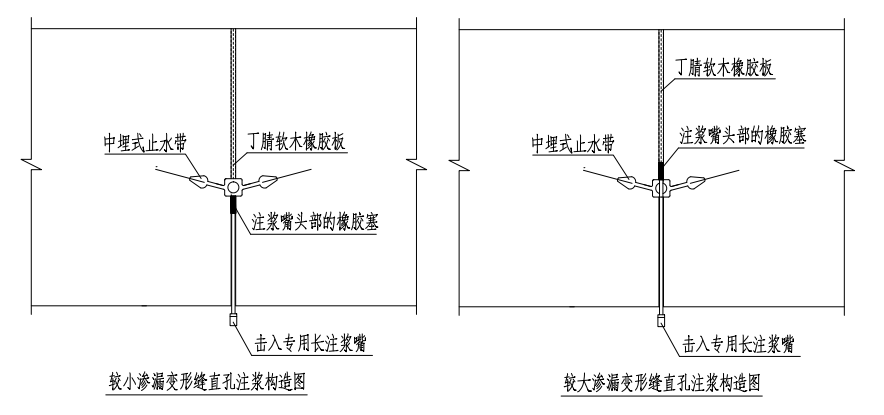 中埋式止水带
丁腈软木橡胶板
注浆嘴头部的橡胶塞
击入专用长注浆嘴
较小渗漏变形缝直孔注浆构造图
丁腈软木橡胶板
注浆嘴头部的橡胶塞
中埋式止水带
击入专用长注浆嘴
较大渗漏变形缝直孔注浆构造图